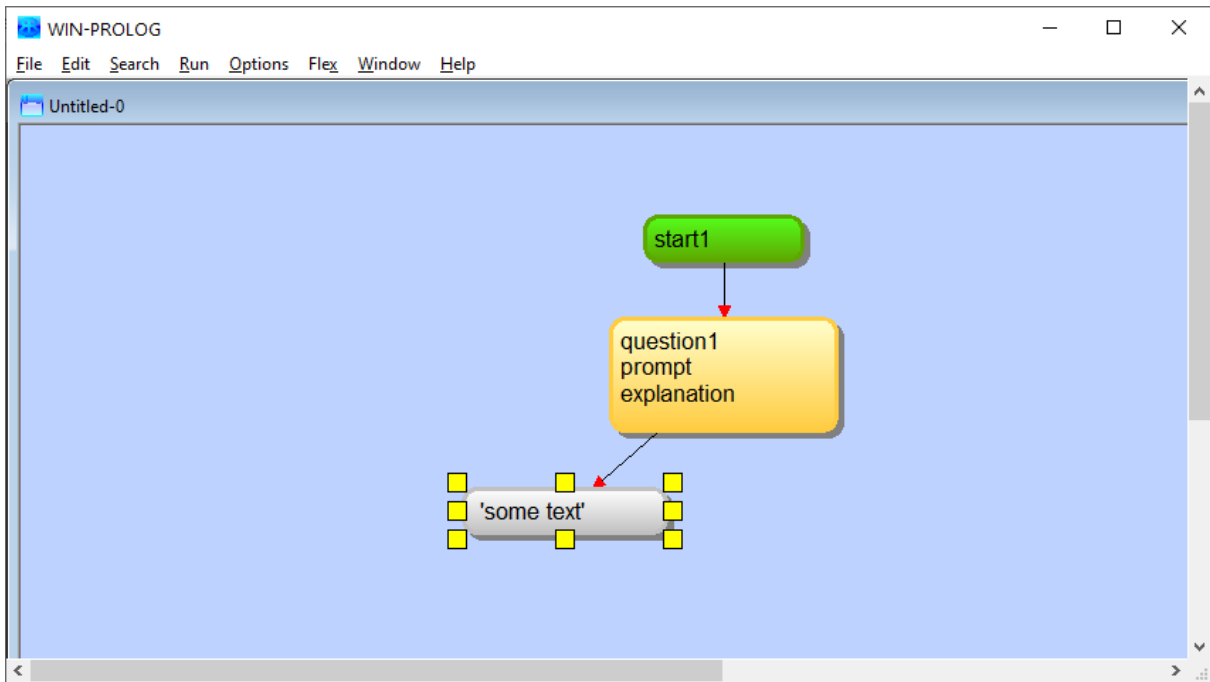 WIN-PROLOG
File Edit Search Run Options Flex Window Help
Untitled-0
start1
question1
prompt
explanation
'some text'